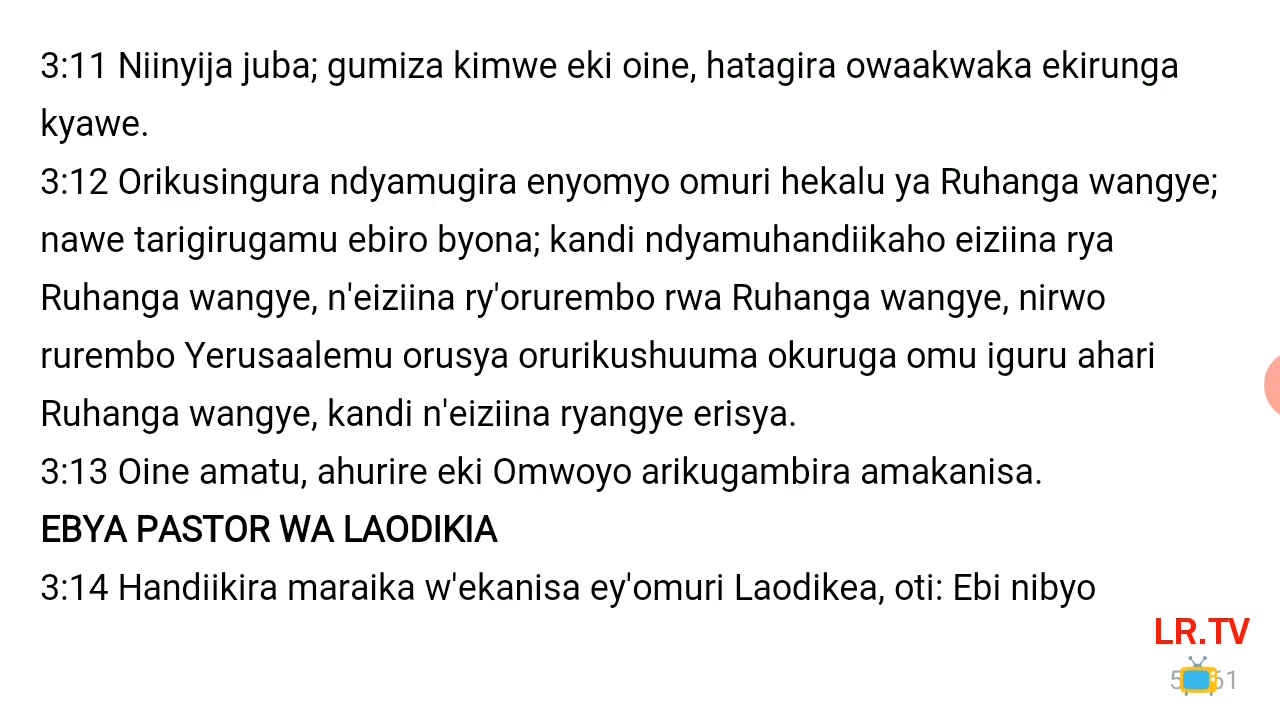 3:11 Niinyija juba; gumiza kimwe eki oine, hatagira owaakwaka ekirunga
kyawe.
3:12 Orikusingura ndyamugira enyomyo omuri hekalu ya Ruhanga wangye;
nawe tarigirugamu ebiro byona; kandi ndyamuhandiikaho eiziina rya
Ruhanga wangye, n'eiziina ry'orurembo rwa Ruhanga wangye, nirwo
rurembo Yerusaalemu orusya orurikushuuma okuruga omu iguru ahari
Ruhanga wangye, kandi n'eiziina ryangye erisya.
3:13 Oine amatu, ahurire eki Omwoyo arikugambira amakanisa.
EBYA PASTOR WA LAODIKIA
3:14 Handiikira maraika w'ekanisa ey'omuri Laodikea, oti: Ebi nibyo
LR.TV